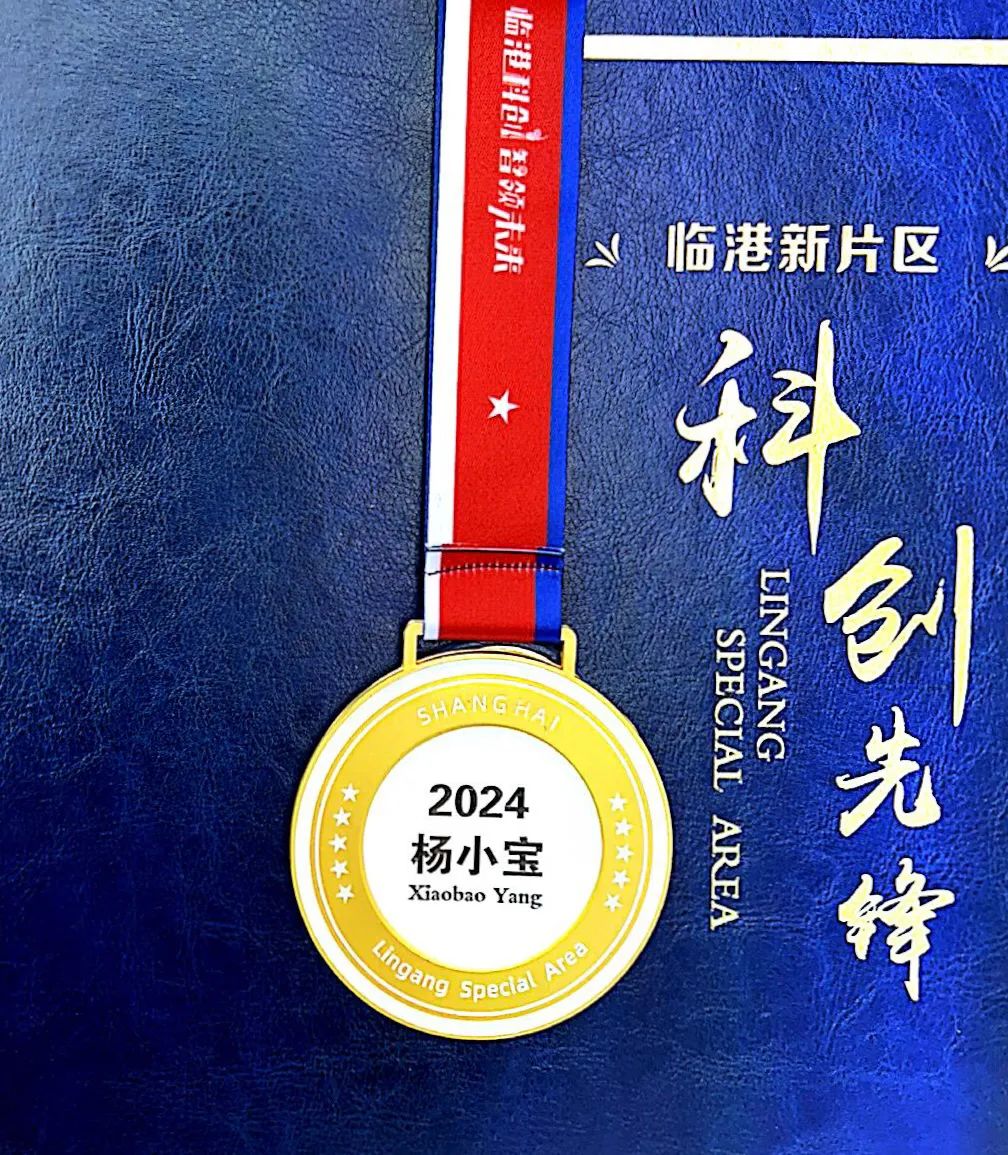 临港科创 智领未来
临港新片区
科创先锋
LINGANG
SPECIAL AREA
SHANGHAI
2024
杨小宝
Xiaobao Yang
Lingang Special Area